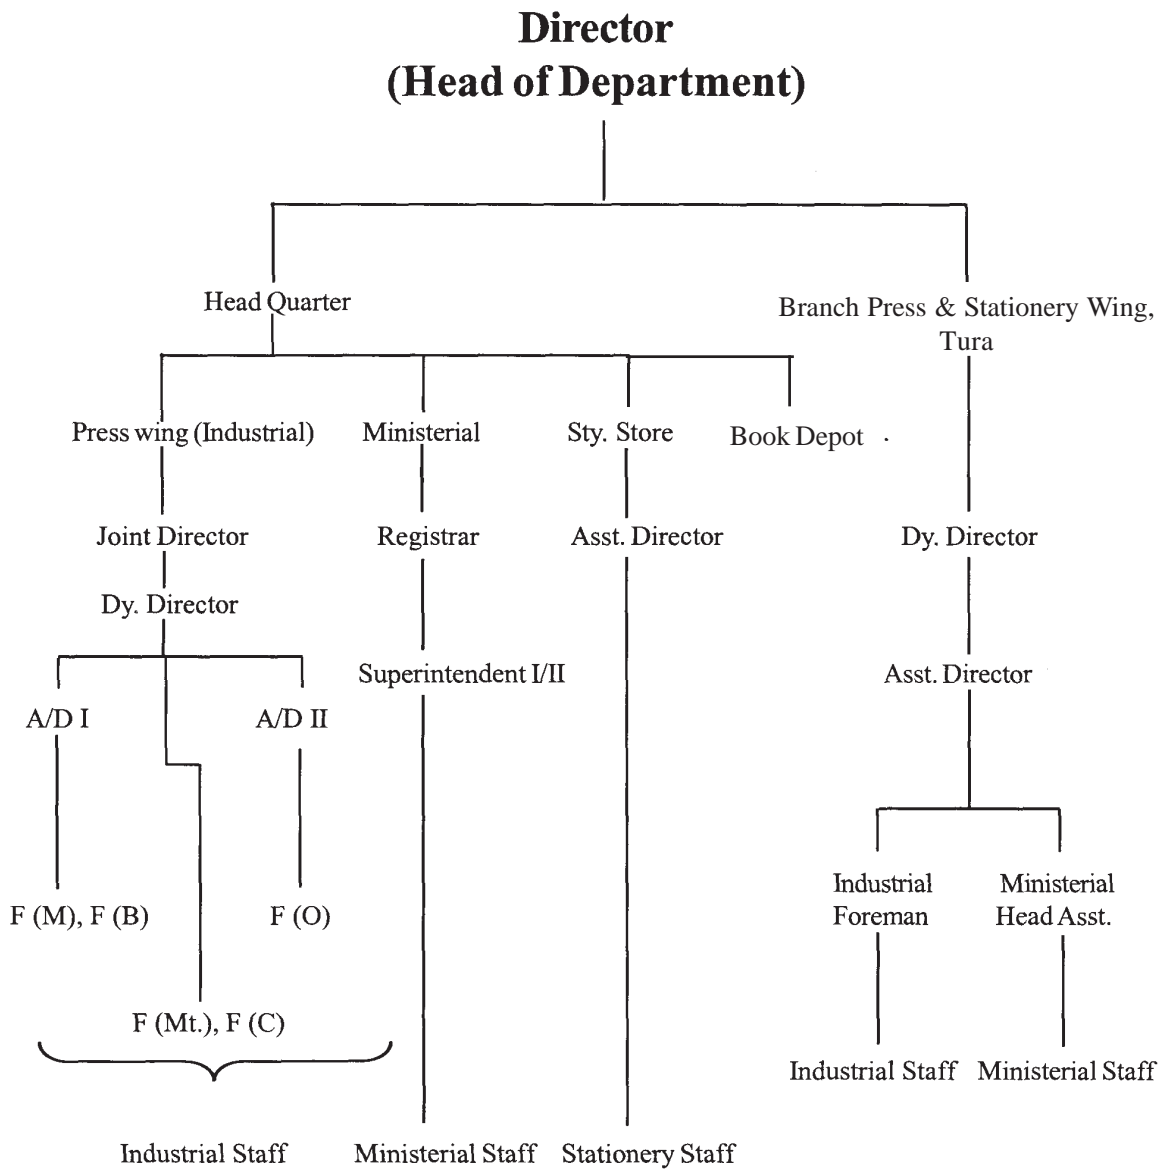 Director
(Head of Department)
Head Quarter
Branch Press & Stationery Wing,
Tura
Press wing (Industrial)
Ministerial
Sty. Store
Book Depot
Joint Director
Registrar
Asst. Director
Dy. Director
Dy. Director
Superintendent I/II
Asst. Director
A/D I
A/D II
Industrial
Foreman
Ministerial
Head Asst.
F (M), F (B)
F (O)
F (Mt.), F (C)
Industrial Staff
Ministerial Staff
Industrial Staff
Ministerial Staff
Stationery Staff